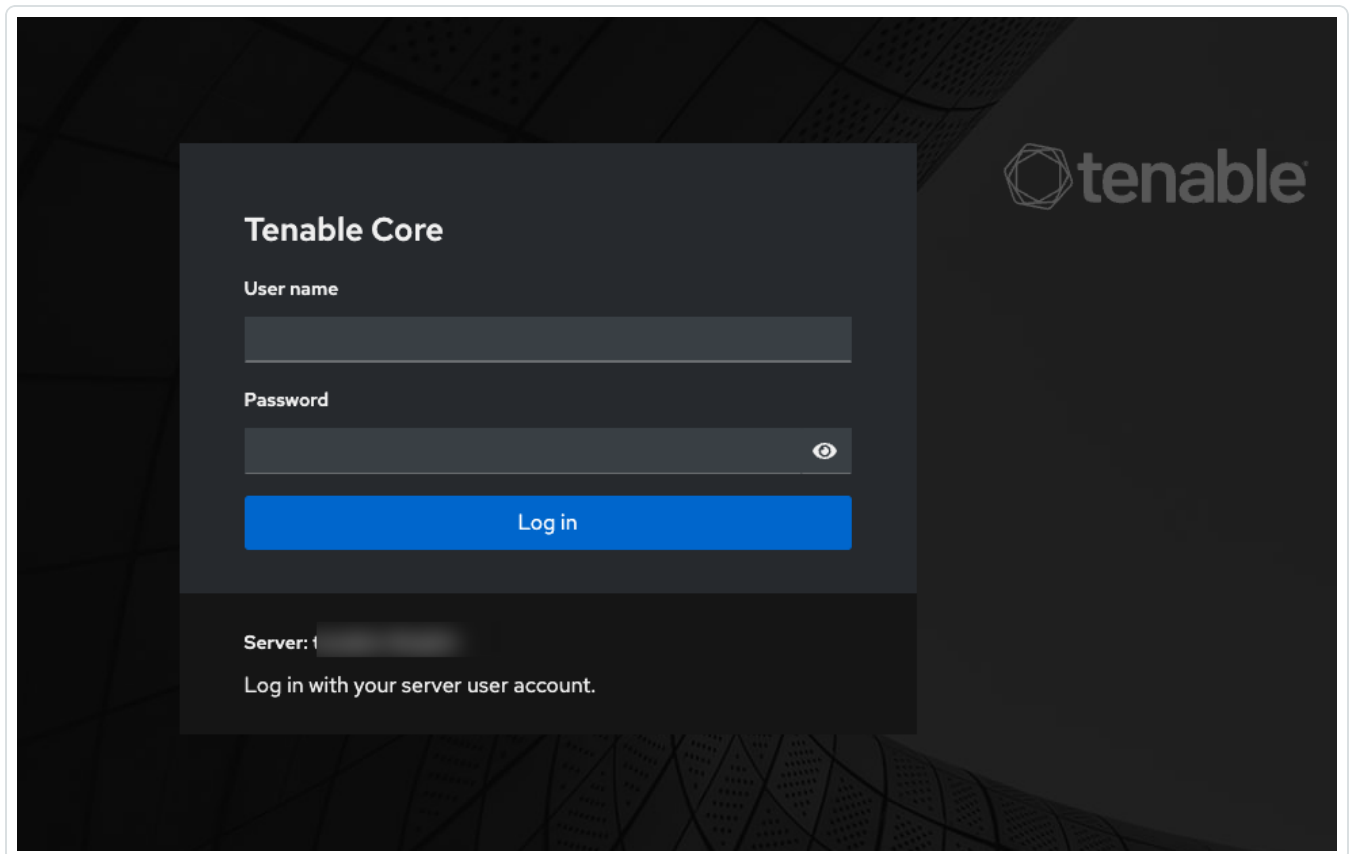 tenable
Tenable Core
User name
Password
Log in
Server:
Log in with your server user account.